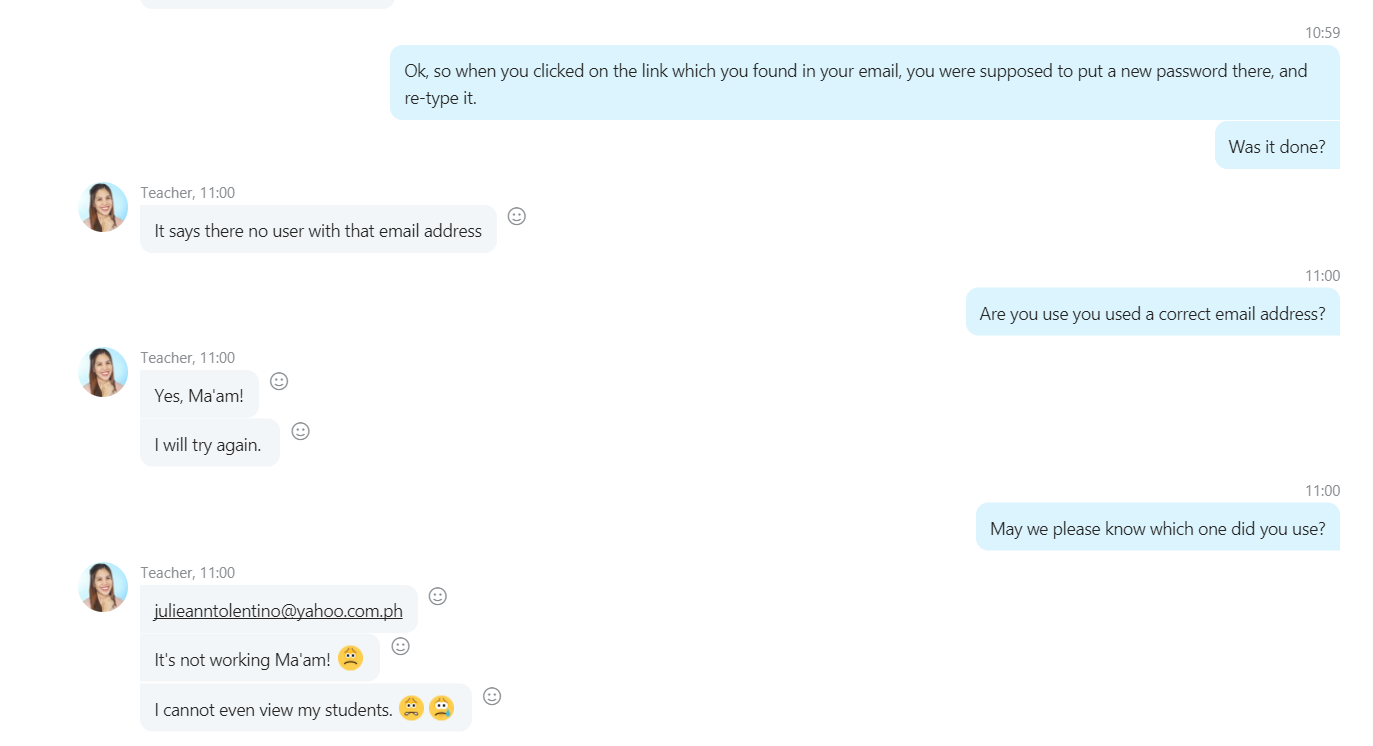 10:59
Ok, so when you clicked on the link which you found in your email, you were supposed to put a new password there, and
re-type it.
Was it done?
Teacher, 11:00
It says there no user with that email address
11:00
Are you use you used a correct email address?
Teacher, 11:00
Yes, Ma'am!
I will try again.
11:00
May we please know which one did you use?
Teacher, 11:00
julieanntolentino@yahoo.com.ph
It's not working Ma'am!
I cannot even view my students.